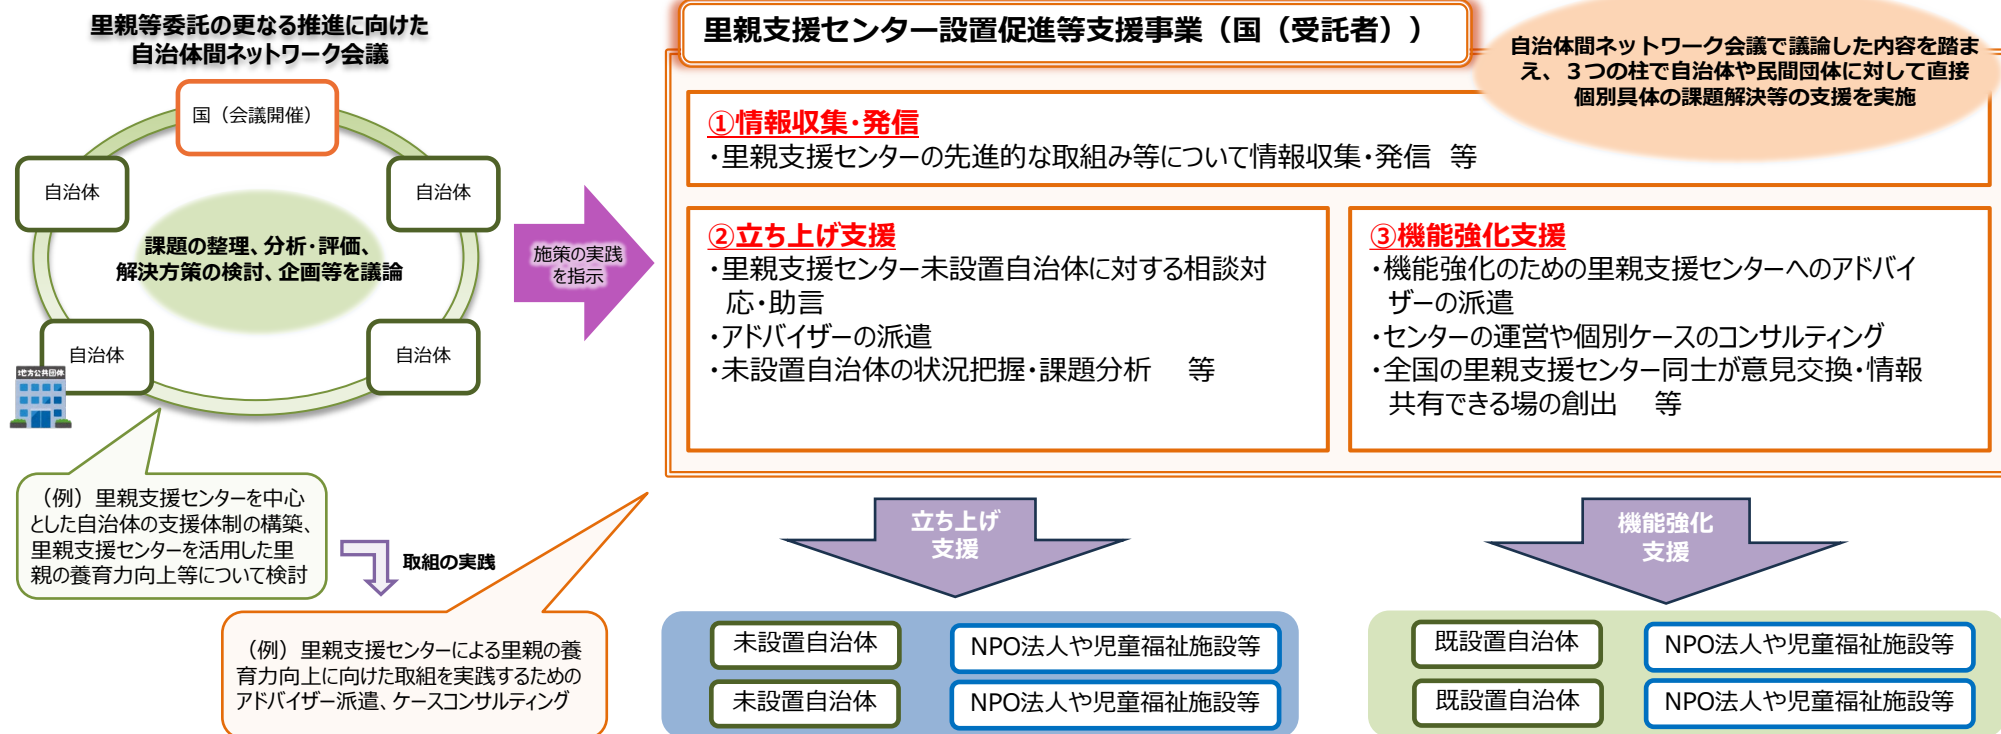 里親等委託の更なる推進に向けた
自治体間ネットワーク会議
国（会議開催）
自治体
自治体
課題の整理、分析・評価、
解決方策の検討、企画等を議論
自治体
自治体
地方公共団体
（例）里親支援センターを中心
とした自治体の支援体制の構築、
里親支援センターを活用した里
親の養育力向上等について検討
取組の実践
（例）里親支援センターによる里親の養
育力向上に向けた取組を実践するための
アドバイザー派遣、ケースコンサルティング
施策の実践
を指示
里親支援センター設置促進等支援事業（国（受託者））
自治体間ネットワーク会議で議論した内容を踏ま
え、３つの柱で自治体や民間団体に対して直接
個別具体の課題解決等の支援を実施
①情報収集・発信
・里親支援センターの先進的な取組み等について情報収集・発信　等
②立ち上げ支援
・里親支援センター未設置自治体に対する相談対
応・助言
・アドバイザーの派遣
・未設置自治体の状況把握・課題分析　等
③機能強化支援
・機能強化のための里親支援センターへのアドバイ
ザーの派遣
・センターの運営や個別ケースのコンサルティング
・全国の里親支援センター同士が意見交換・情報
共有できる場の創出　等
立ち上げ
支援
機能強化
支援
未設置自治体
NPO法人や児童福祉施設等
未設置自治体
NPO法人や児童福祉施設等
既設置自治体
NPO法人や児童福祉施設等
既設置自治体
NPO法人や児童福祉施設等